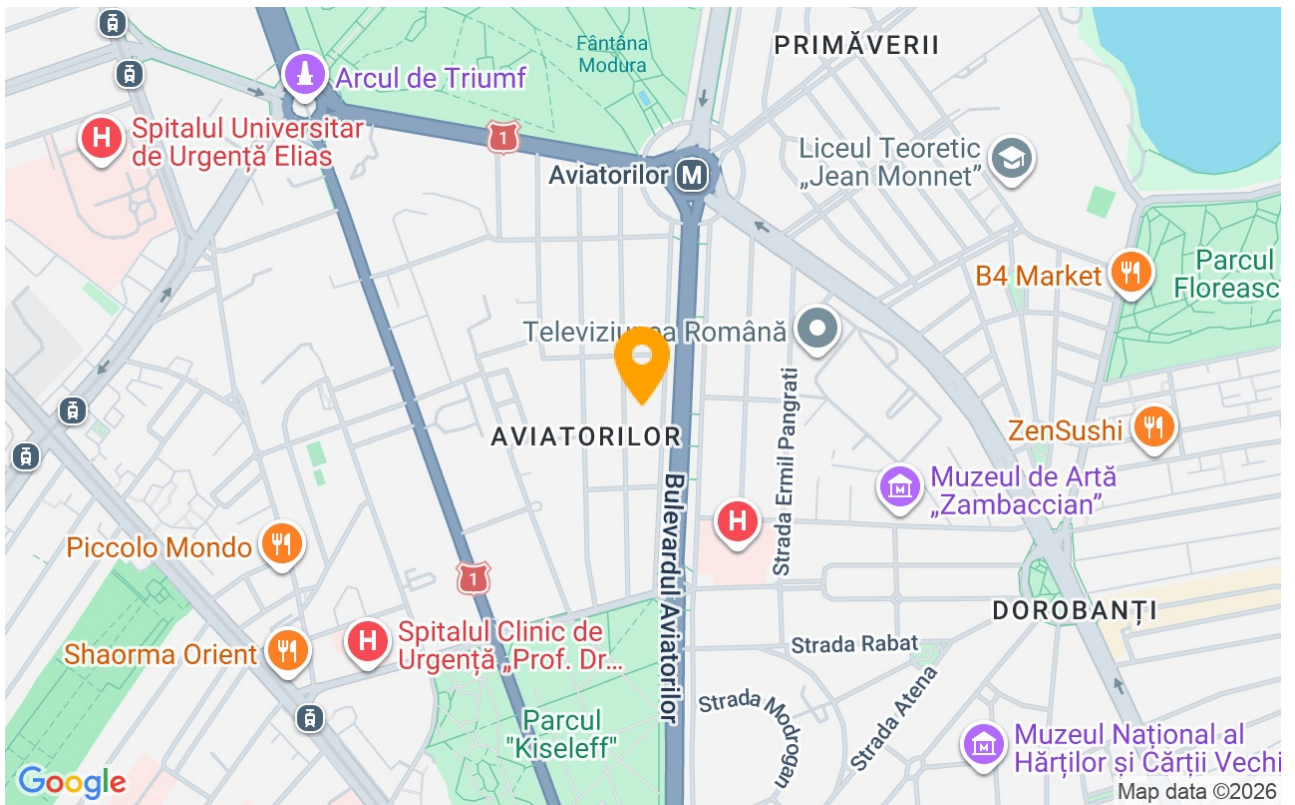 Fântâna
Modura
PRIMĂVERII
Arcul de Triumf
Spitalul Universitar
de Urgență Elias
1
Liceul Teoretic
„Jean Monnet”
Aviatorilor
M
B4 Market
Parcul
Floreasc
Televiziunea Română
AVIATORILOR
Strada Ermil Pangrati
ZenSushi
Muzeul de Artă
„Zambaccian”
Bulevardul Aviatorilor
H
Piccolo Mondo
1
DOROBANȚI
Spitalul Clinic de
Urgență „Prof. Dr...
Shaorma Orient
Strada Rabat
Strada Atena
Strada Modrogan
Parcul
"Kiseleff"
Muzeul Național al
Hărților și Cărții Vechi
Google
Map data ©2026